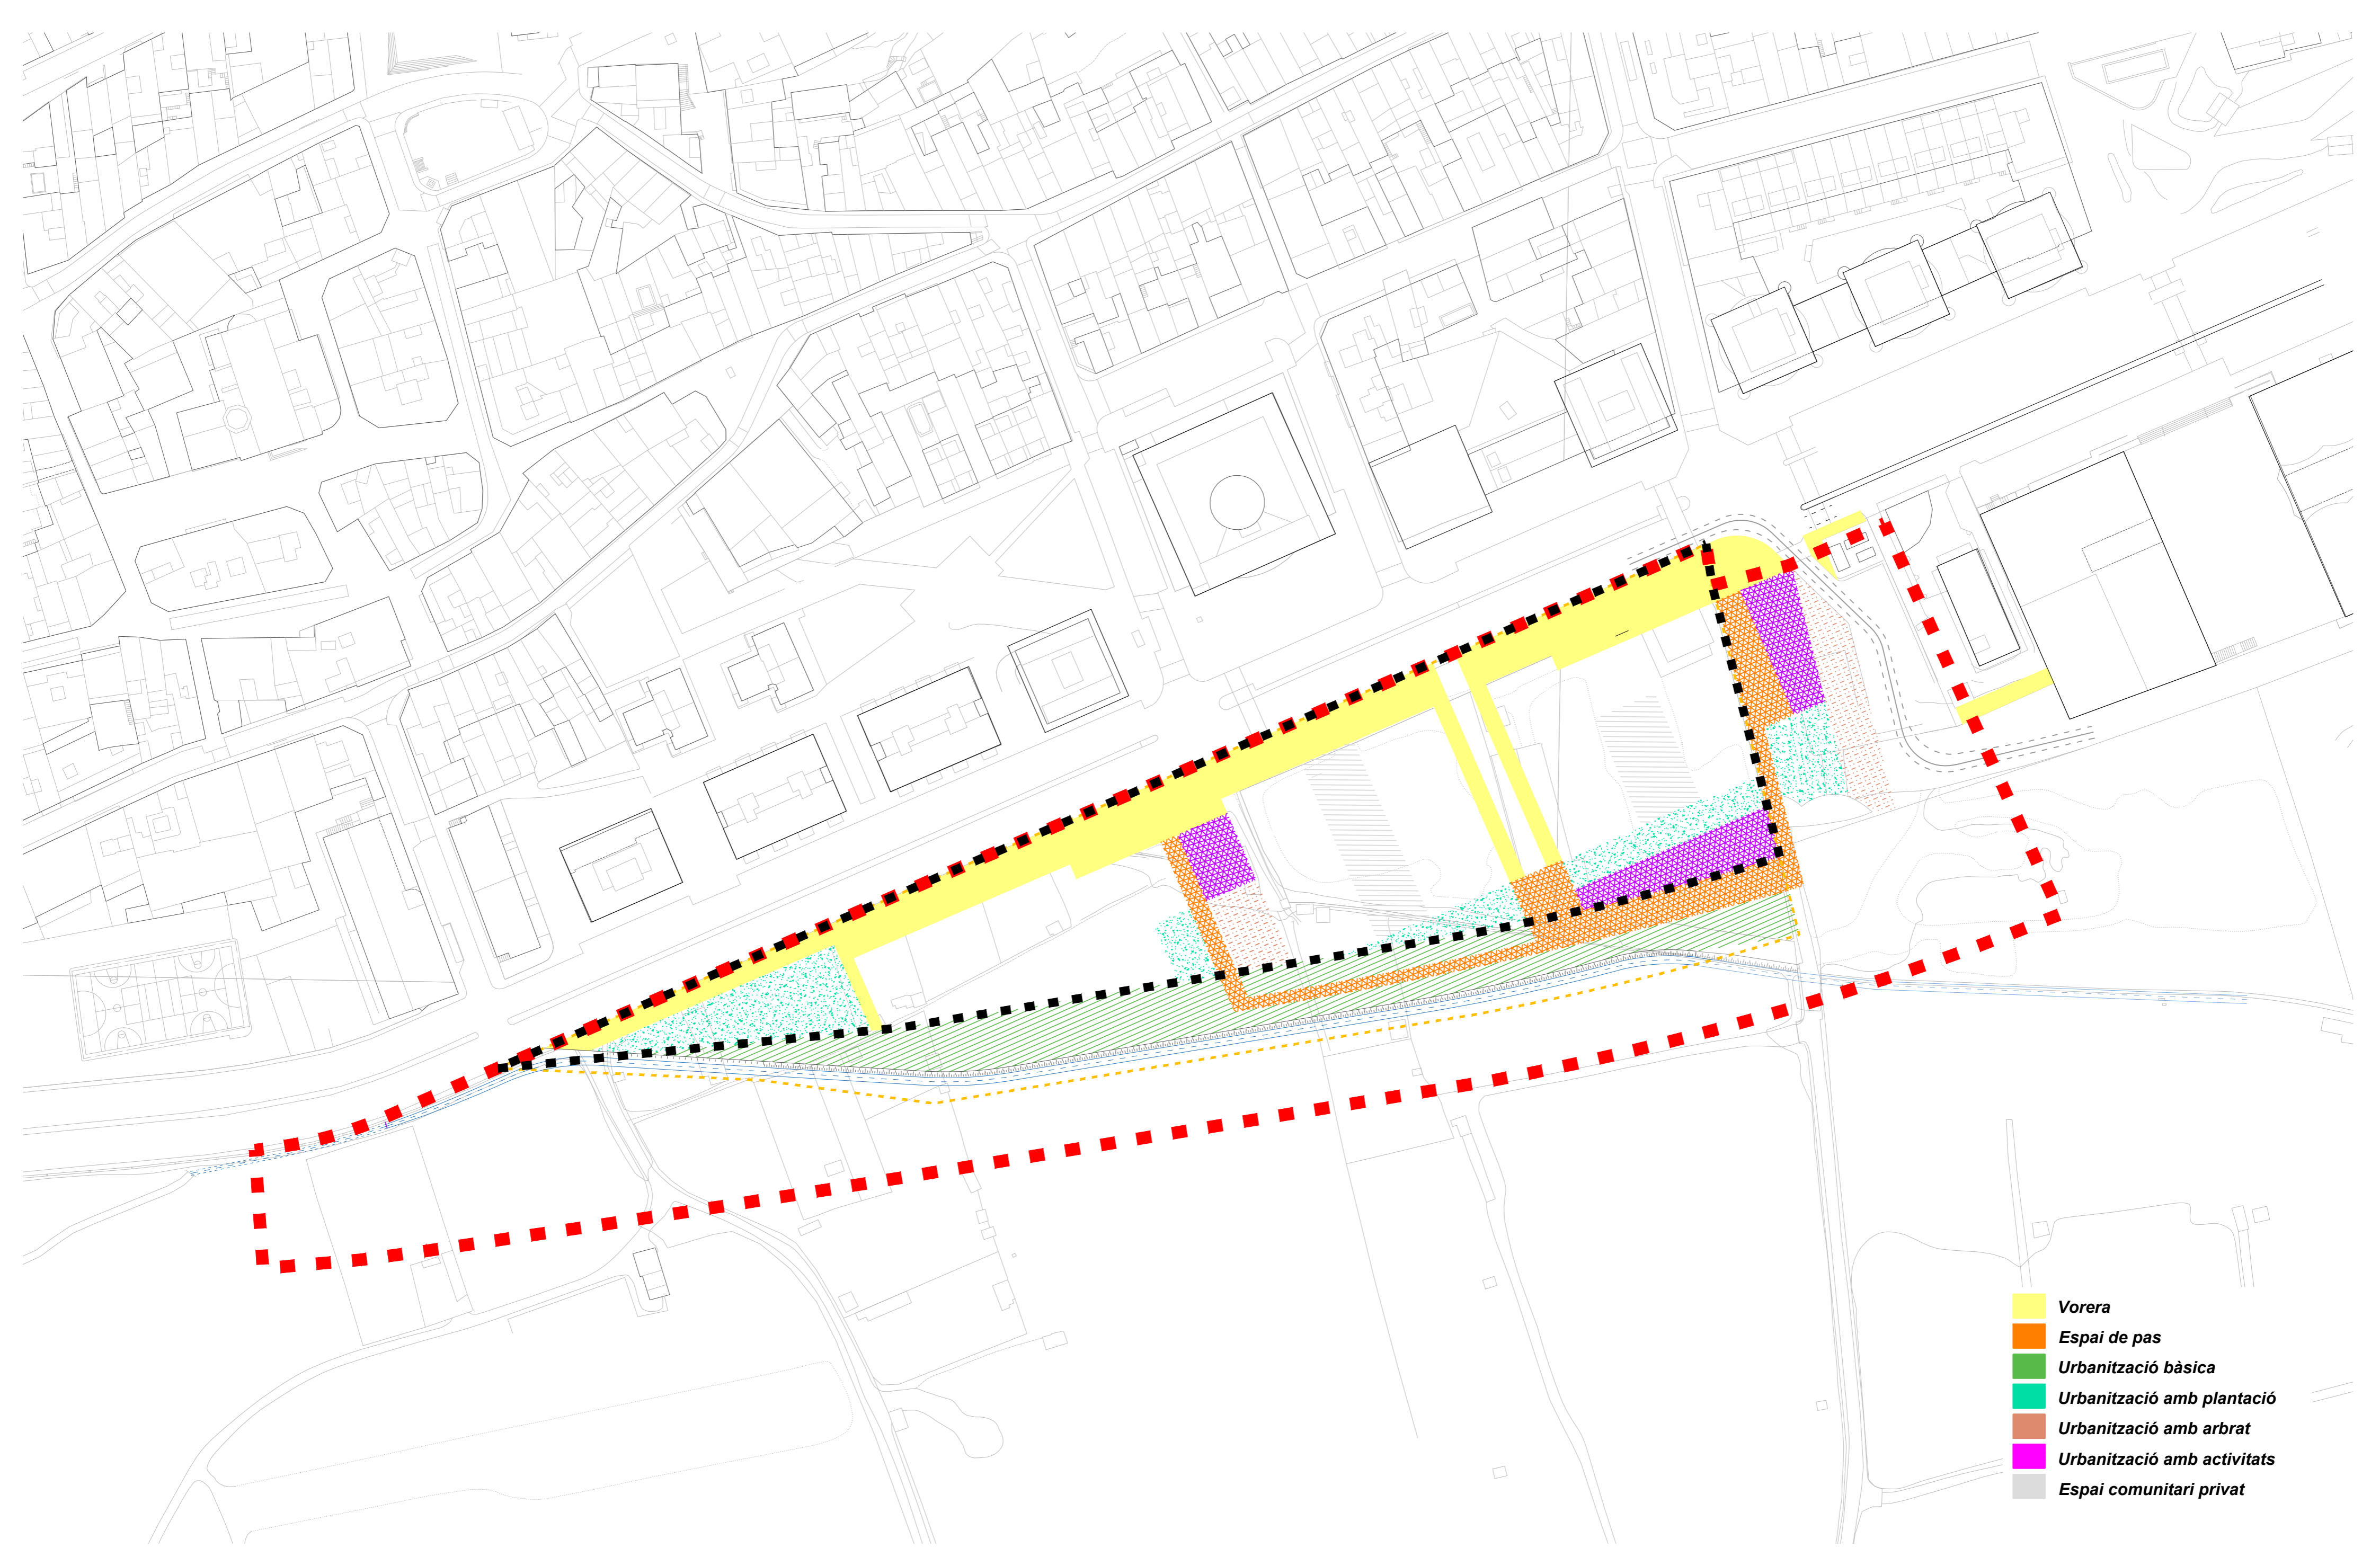 Vorera
Espai de pas
Urbanització bàsica
Urbanització amb plantació
Urbanització amb arbrat
Urbanització amb activitats
Espai comunitari privat